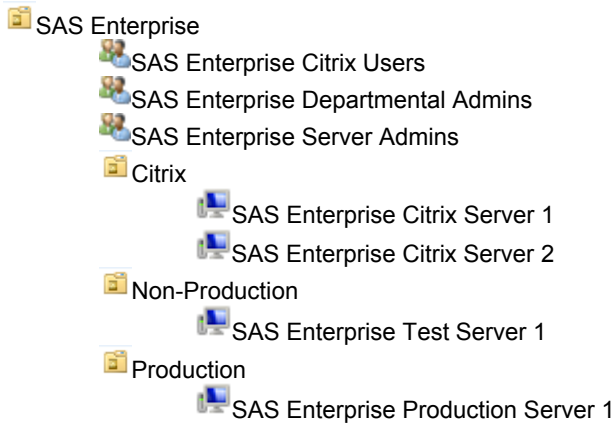 SAS Enterprise
SAS Enterprise Citrix Users
SAS Enterprise Departmental Admins
SAS Enterprise Server Admins
Citrix
SAS Enterprise Citrix Server 1
SAS Enterprise Citrix Server 2
Non-Production
SAS Enterprise Test Server 1
Production
SAS Enterprise Production Server 1